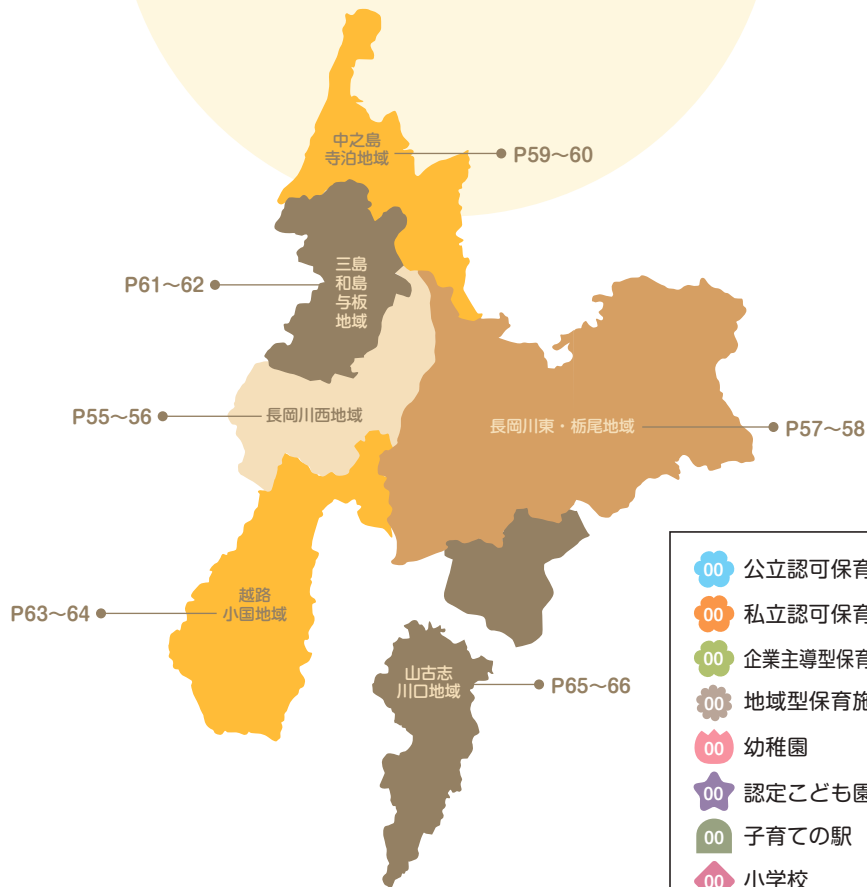 中之島
寺泊地域
P59～60
三島
和島
与板
地域
P61～62
長岡川西地域
P55～56
長岡川東・栃尾地域
P57～58
越路
小国地域
P63～64
山古志
川口地域
P65～66
00 公立認可保育
00 私立認可保育
00 企業主導型保育
00 地域型保育施
00 幼稚園
00 認定こども園
00 子育ての駅
00 小学校